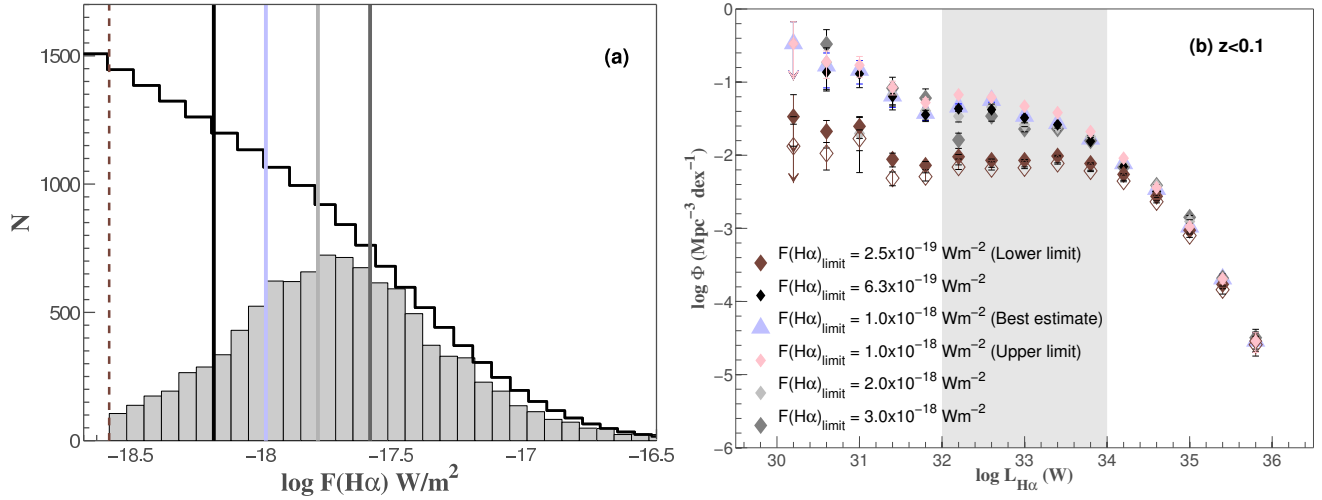 (a)
N
1500
1000
500
0
−18.5
−18
−17.5
−17
−16.5
log F(Hα) W/m²
(b) z<0.1
log Φ (Mpc⁻³ dex⁻¹)
0
−1
−2
−3
−4
−5
−6
F(Hα)limit = 2.5x10⁻¹⁹ Wm⁻² (Lower limit)
F(Hα)limit = 6.3x10⁻¹⁹ Wm⁻²
F(Hα)limit = 1.0x10⁻¹⁸ Wm⁻² (Best estimate)
F(Hα)limit = 1.0x10⁻¹⁸ Wm⁻² (Upper limit)
F(Hα)limit = 2.0x10⁻¹⁸ Wm⁻²
F(Hα)limit = 3.0x10⁻¹⁸ Wm⁻²
30
31
32
33
34
35
36
log LHα (W)